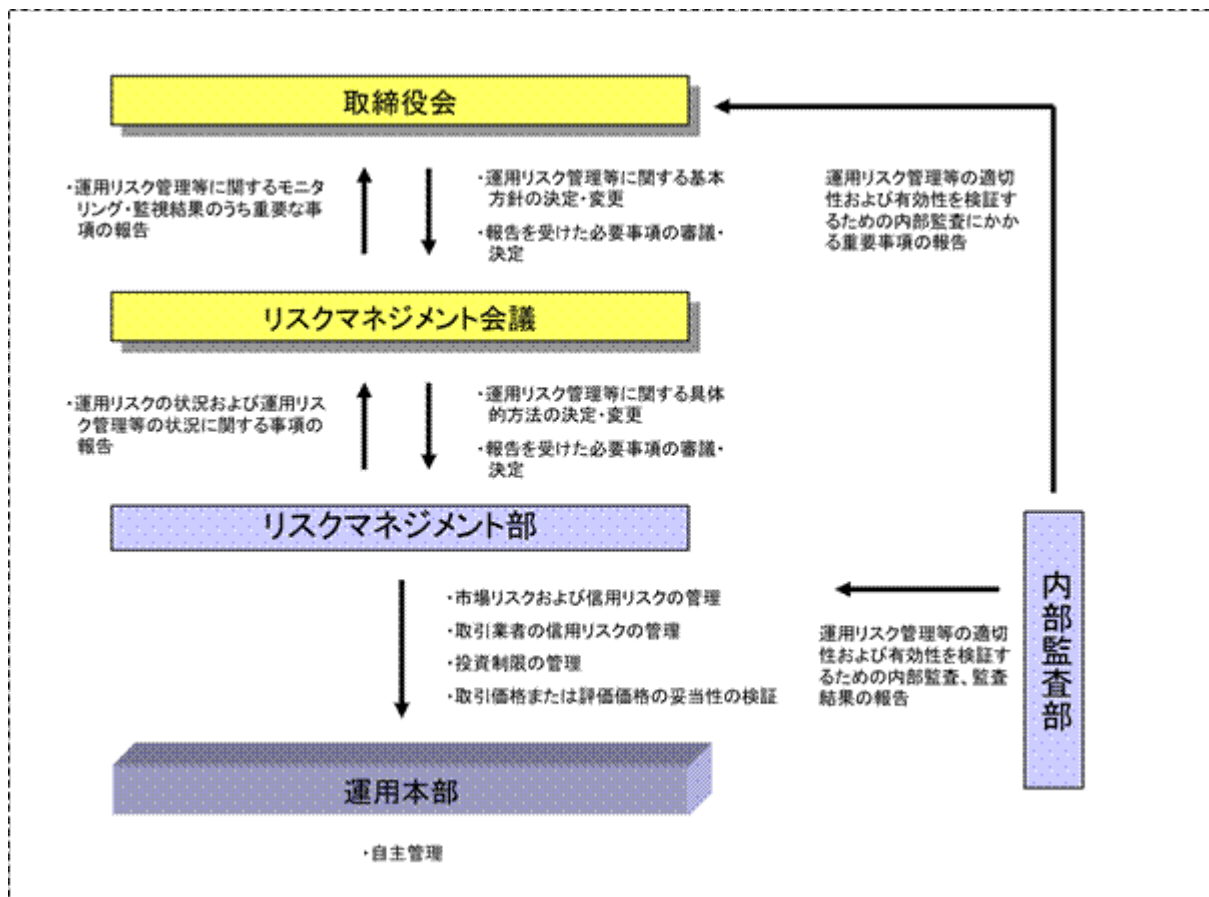 取締役会
・運用リスク管理等に関するモニ
タリング・監視結果のうち重要な事
項の報告
・運用リスク管理等に関する基本
方針の決定・変更
・報告を受けた必要事項の審議・
決定
運用リスク管理等の適切
性および有効性を検証す
るための内部監査にかか
る重要事項の報告
リスクマネジメント会議
・運用リスクの状況および運用リス
ク管理等の状況に関する事項の
報告
・運用リスク管理等に関する具体
的方法の決定・変更
・報告を受けた必要事項の審議・
決定
リスクマネジメント部
・市場リスクおよび信用リスクの管理
・取引業者の信用リスクの管理
・投資制限の管理
・取引価格または評価価格の妥当性の検証
運用リスク管理等の適切
性および有効性を検証す
るための内部監査、監査
結果の報告
内部監査部
運用本部
・自主管理